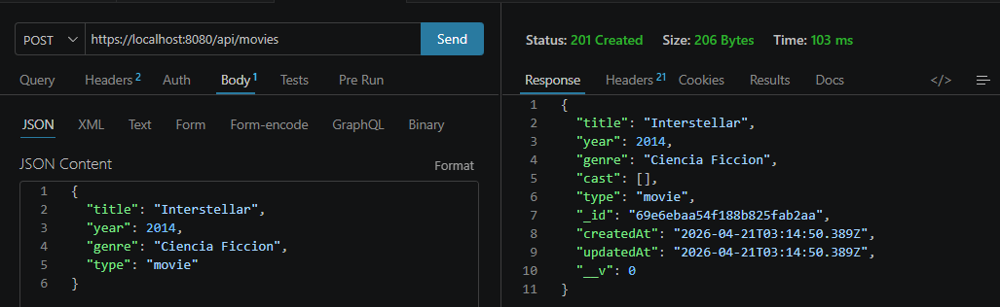 POST https://localhost:8080/api/movies Send
Query Headers 2 Auth Body 1 Tests Pre Run
JSON XML Text Form Form-encode GraphQL Binary
JSON Content Format
1 {
2 "title": "Interstellar",
3 "year": 2014,
4 "genre": "Ciencia Ficcion",
5 "type": "movie"
6 }
Status: 201 Created Size: 206 Bytes Time: 103 ms
Response Headers 21 Cookies Results Docs </>
1 {
2 "title": "Interstellar",
3 "year": 2014,
4 "genre": "Ciencia Ficcion",
5 "cast": [],
6 "type": "movie",
7 "_id": "69e6ebaa54f188b825fab2aa",
8 "createdAt": "2026-04-21T03:14:50.389Z",
9 "updatedAt": "2026-04-21T03:14:50.389Z",
10 "__v": 0
11 }